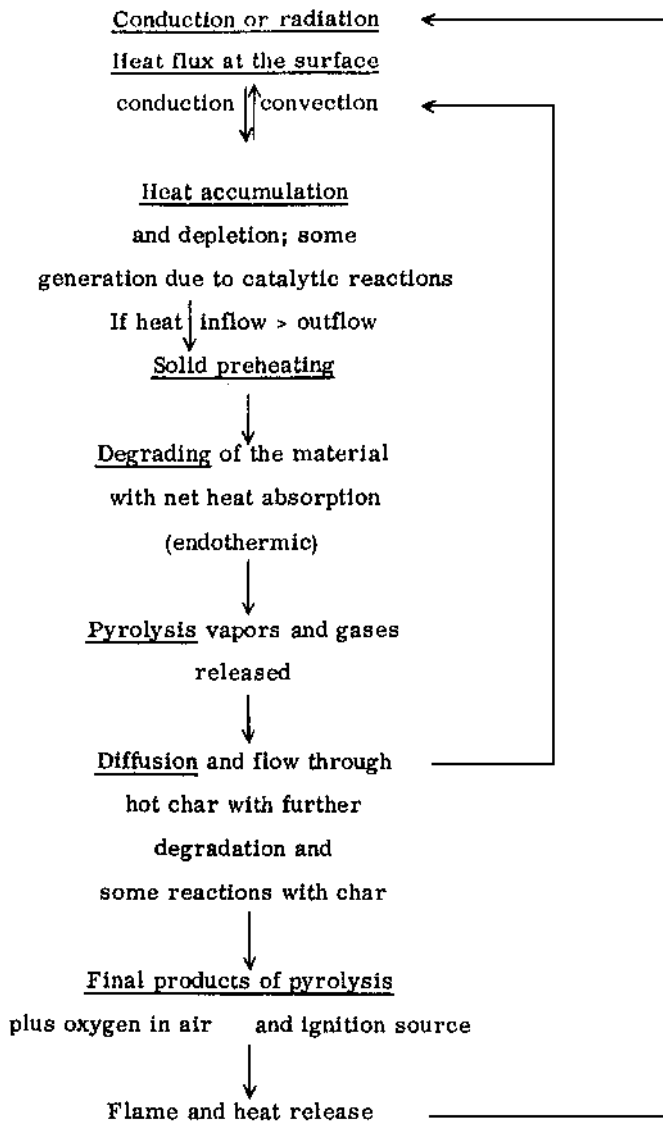 Conduction or radiation
Heat flux at the surface
conduction convection
Heat accumulation
and depletion; some
generation due to catalytic reactions
If heat inflow > outflow
Solid preheating
Degrading of the material
with net heat absorption
(endothermic)
Pyrolysis vapors and gases
released
Diffusion and flow through
hot char with further
degradation and
some reactions with char
Final products of pyrolysis
plus oxygen in air and ignition source
Flame and heat release